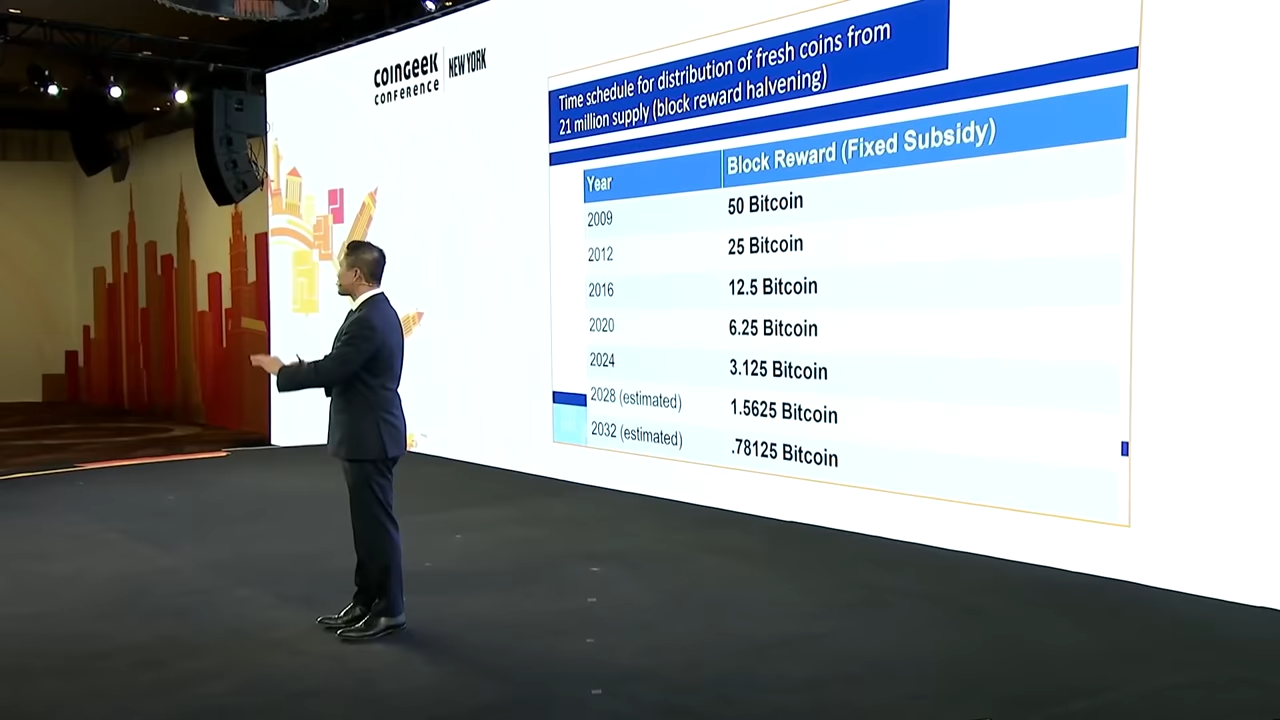 COINGEEK
CONFERENCE
NEW YORK
Time schedule for distribution of fresh coins from
21 million supply (block reward halvening)
Year Block Reward (Fixed Subsidy)
2009 50 Bitcoin
2012 25 Bitcoin
2016 12.5 Bitcoin
2020 6.25 Bitcoin
2024 3.125 Bitcoin
2028 (estimated) 1.5625 Bitcoin
2032 (estimated) .78125 Bitcoin